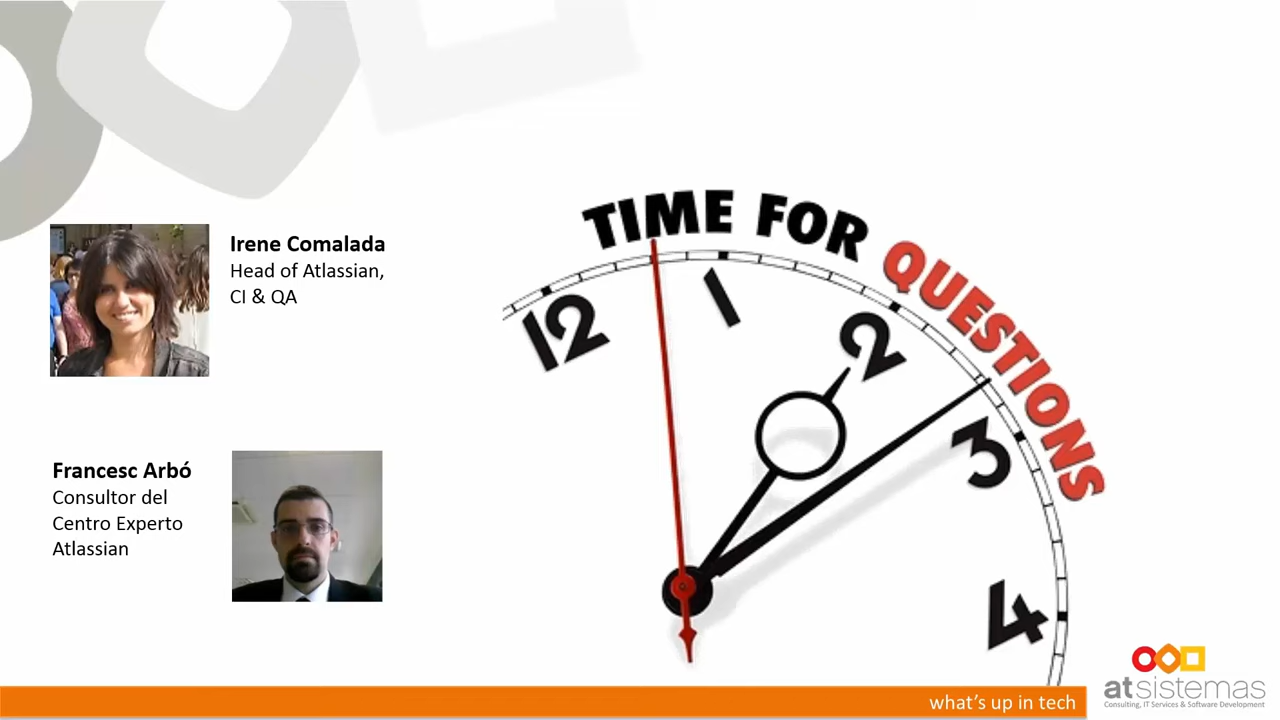 Irene Comalada
Head of Atlassian,
CI & QA
Francesc Arbó
Consultor del
Centro Experto
Atlassian
TIME FOR QUESTIONS
12
1
2
3
4
what's up in tech
atsistemas
Consulting, IT Services & Software Development